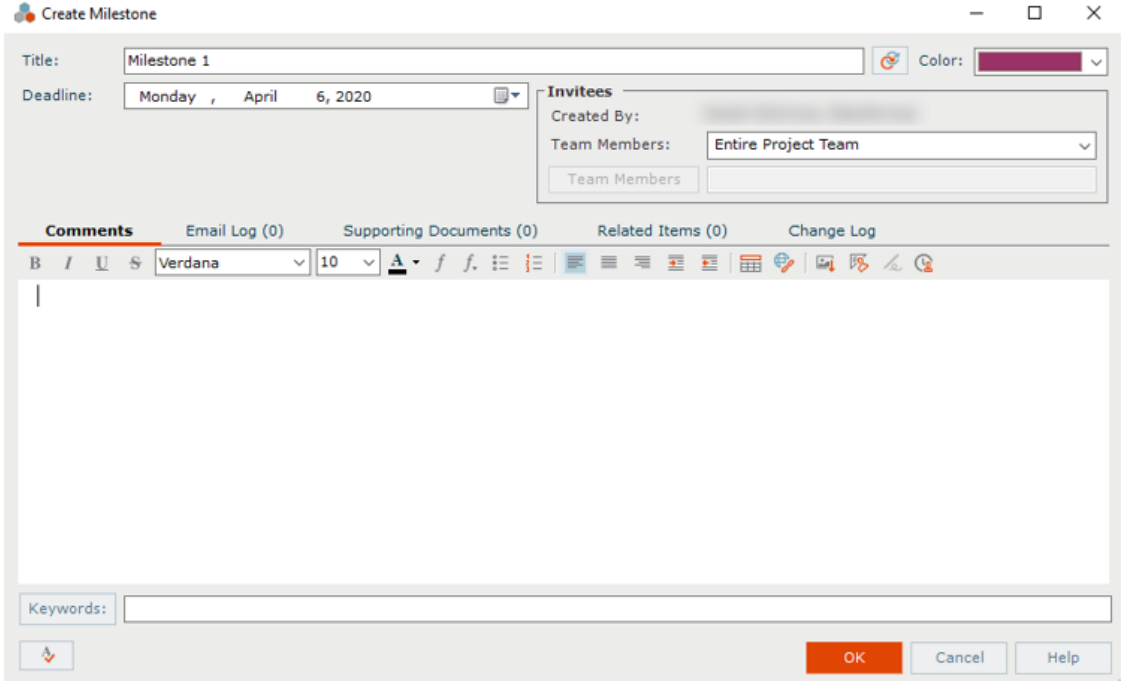 Create Milestone
Title: Milestone 1 Color:
Deadline: Monday , April 6, 2020
Invitees
Created By:
Team Members: Entire Project Team
Team Members
Comments Email Log (0) Supporting Documents (0) Related Items (0) Change Log
B I U S Verdana 10 A f f.
Keywords:
OK Cancel Help